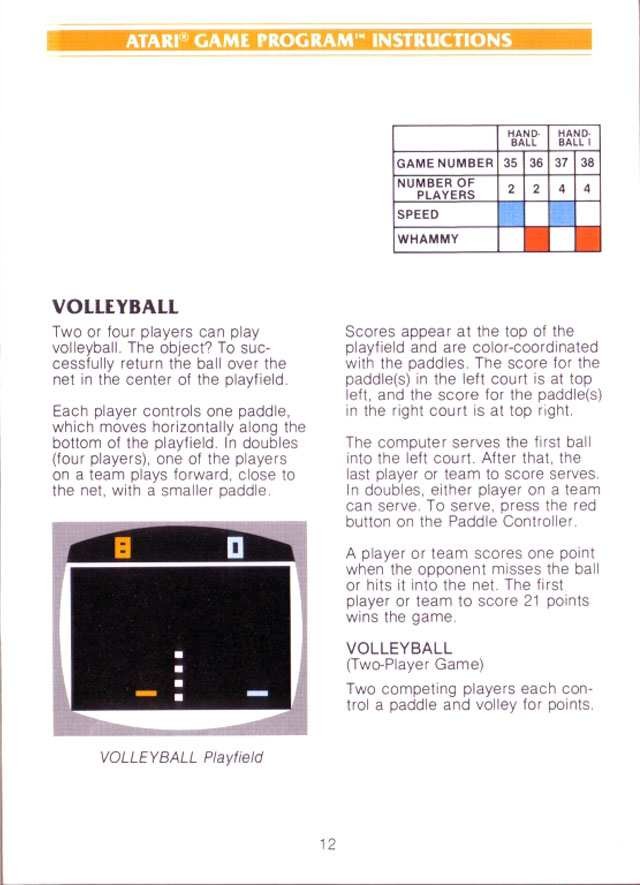 ATARI® GAME PROGRAM™ INSTRUCTIONS
HAND- HAND-
BALL BALL I
GAME NUMBER 35 36 37 38
NUMBER OF
PLAYERS 2 2 4 4
SPEED
WHAMMY
VOLLEYBALL
Two or four players can play
volleyball. The object? To suc-
cessfully return the ball over the
net in the center of the playfield.
Each player controls one paddle,
which moves horizontally along the
bottom of the playfield. In doubles
(four players), one of the players
on a team plays forward, close to
the net, with a smaller paddle.
8 0
VOLLEYBALL Playfield
Scores appear at the top of the
playfield and are color-coordinated
with the paddles. The score for the
paddle(s) in the left court is at top
left, and the score for the paddle(s)
in the right court is at top right.
The computer serves the first ball
into the left court. After that, the
last player or team to score serves.
In doubles, either player on a team
can serve. To serve, press the red
button on the Paddle Controller.
A player or team scores one point
when the opponent misses the ball
or hits it into the net. The first
player or team to score 21 points
wins the game.
VOLLEYBALL
(Two-Player Game)
Two competing players each con-
trol a paddle and volley for points.
12